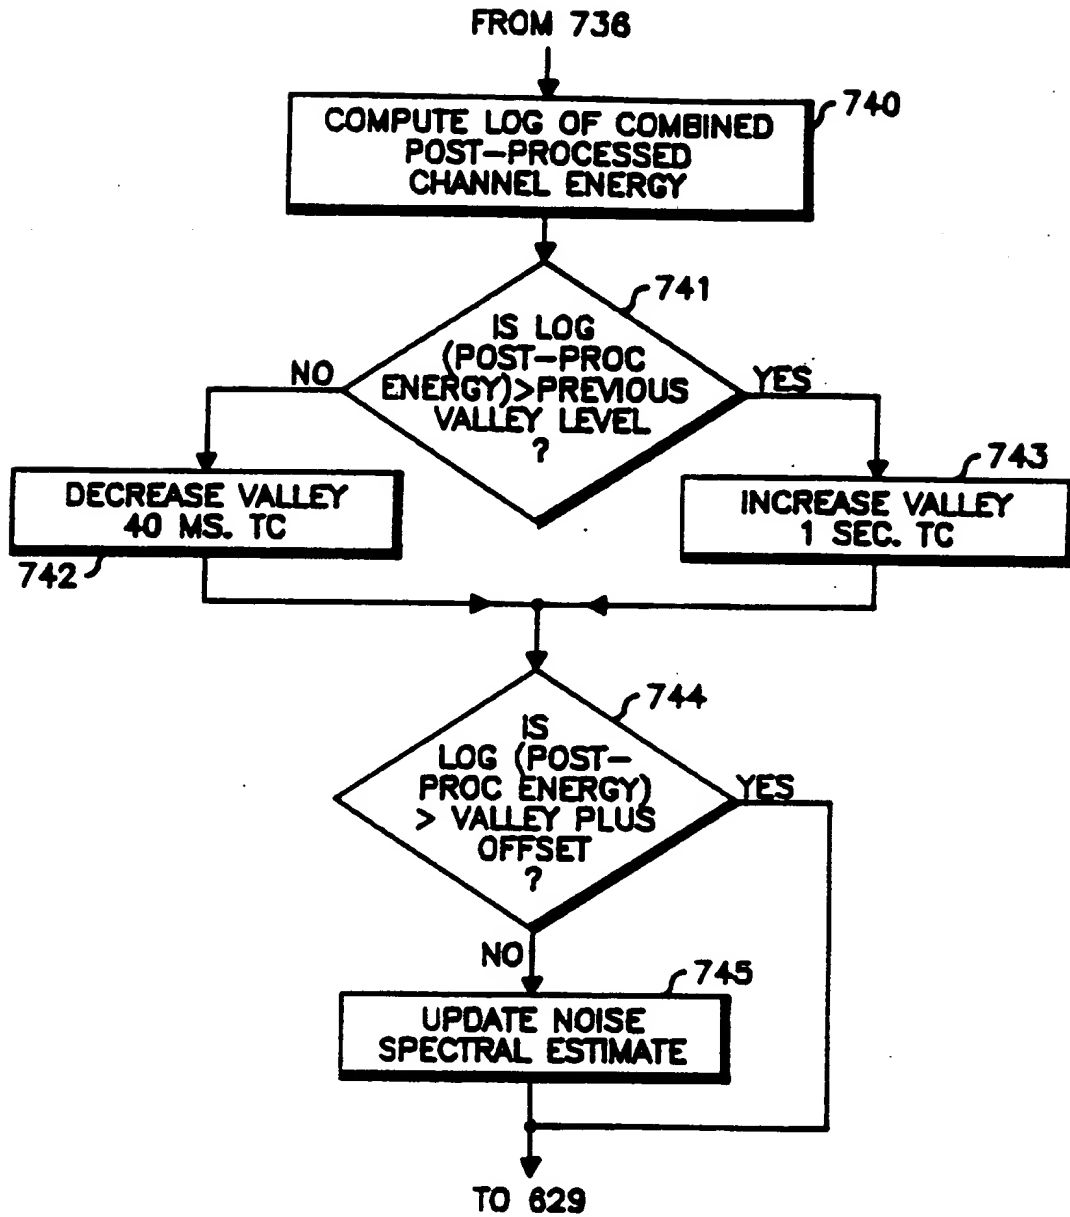 FROM 736
740
COMPUTE LOG OF COMBINED
POST-PROCESSED
CHANNEL ENERGY
741
IS LOG
(POST-PROC
ENERGY)>PREVIOUS
VALLEY LEVEL
?
NO
YES
DECREASE VALLEY
40 MS. TC
742
743
INCREASE VALLEY
1 SEC. TC
744
IS
LOG (POST-
PROC ENERGY)
> VALLEY PLUS
OFFSET
?
YES
NO
745
UPDATE NOISE
SPECTRAL ESTIMATE
TO 629